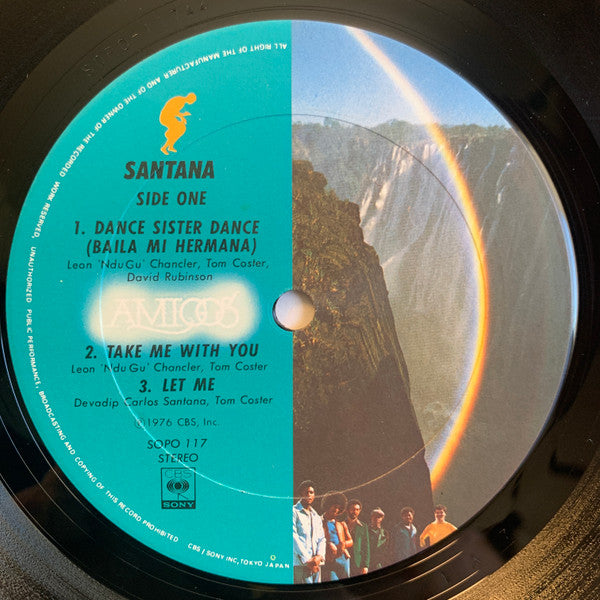 ALL RIGHT OF THE MANUFACTURER AND OF THE OWNER OF THE RECORDED WORK RESERVED, UNAUTHORIZED PUBLIC PERFORMANCE, BROADCASTING AND COPYING OF THIS RECORD PROHIBITED
SANTANA
SIDE ONE
1. DANCE SISTER DANCE
(BAILA MI HERMANA)
Leon 'NduGu' Chancler, Tom Coster,
David Rubinson
AMIGOS
2. TAKE ME WITH YOU
Leon 'NduGu' Chancler, Tom Coster
3. LET ME
Devadip Carlos Santana, Tom Coster
℗1976 CBS, Inc.
SOPO 117
STEREO
CBS
SONY
CBS / SONY INC, TOKYO JAPAN